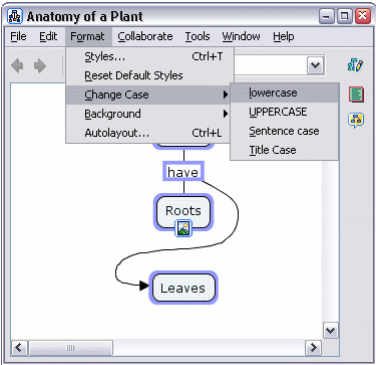 Anatomy of a Plant
File Edit Format Collaborate Tools Window Help
Styles... Ctrl+T
Reset Default Styles
Change Case
Background
Autolayout... Ctrl+L
lowercase
UPPERCASE
Sentence case
Title Case
have
Roots
Leaves